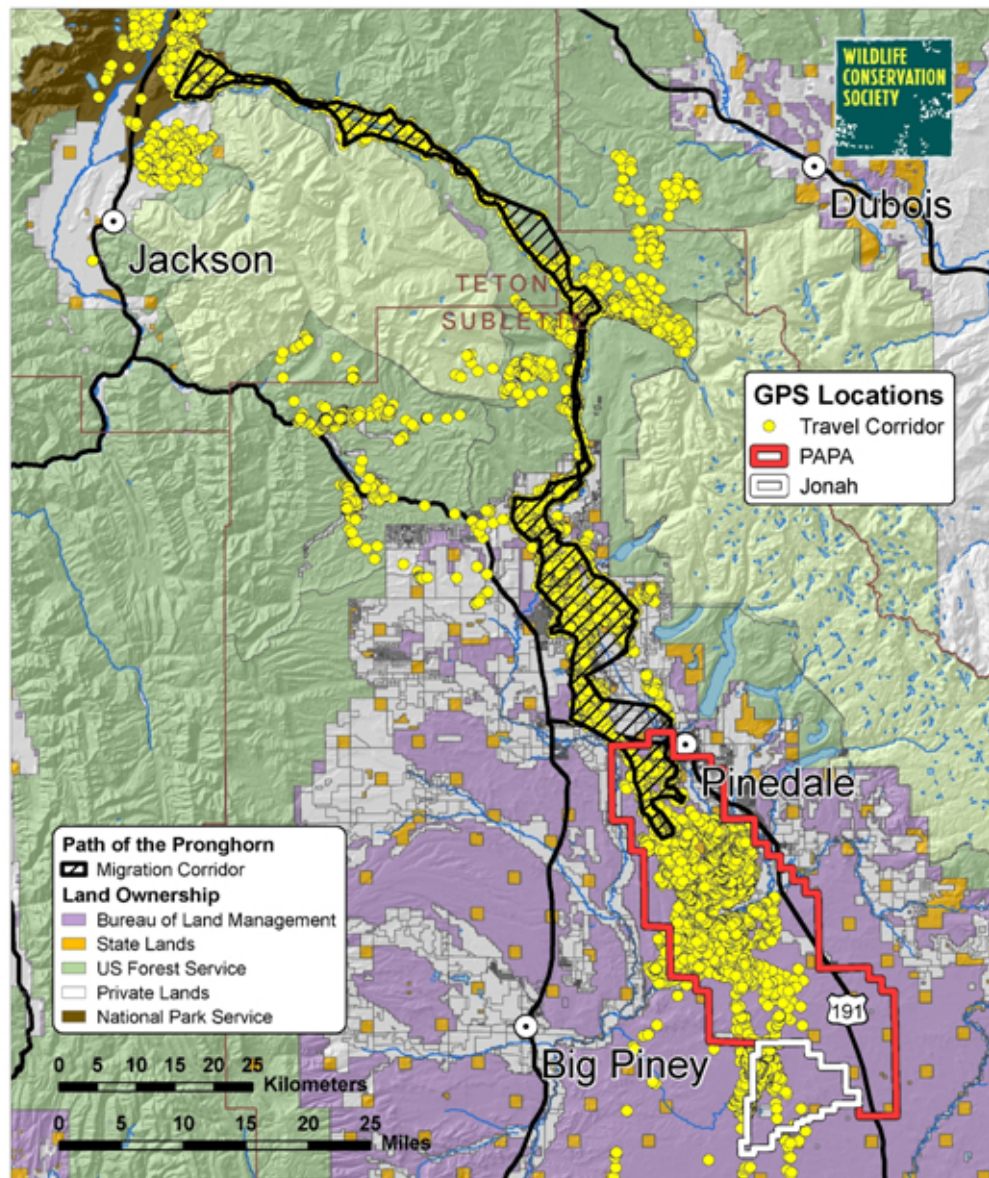 WILDLIFE
CONSERVATION
SOCIETY
Dubois
Jackson
TETON
SUBLETTE
GPS Locations
Travel Corridor
PAPA
Jonah
Pinedale
Path of the Pronghorn
Migration Corridor
Land Ownership
Bureau of Land Management
State Lands
US Forest Service
Private Lands
National Park Service
191
Big Piney
0 5 10 15 20 25
Kilometers
0 5 10 15 20 25
Miles